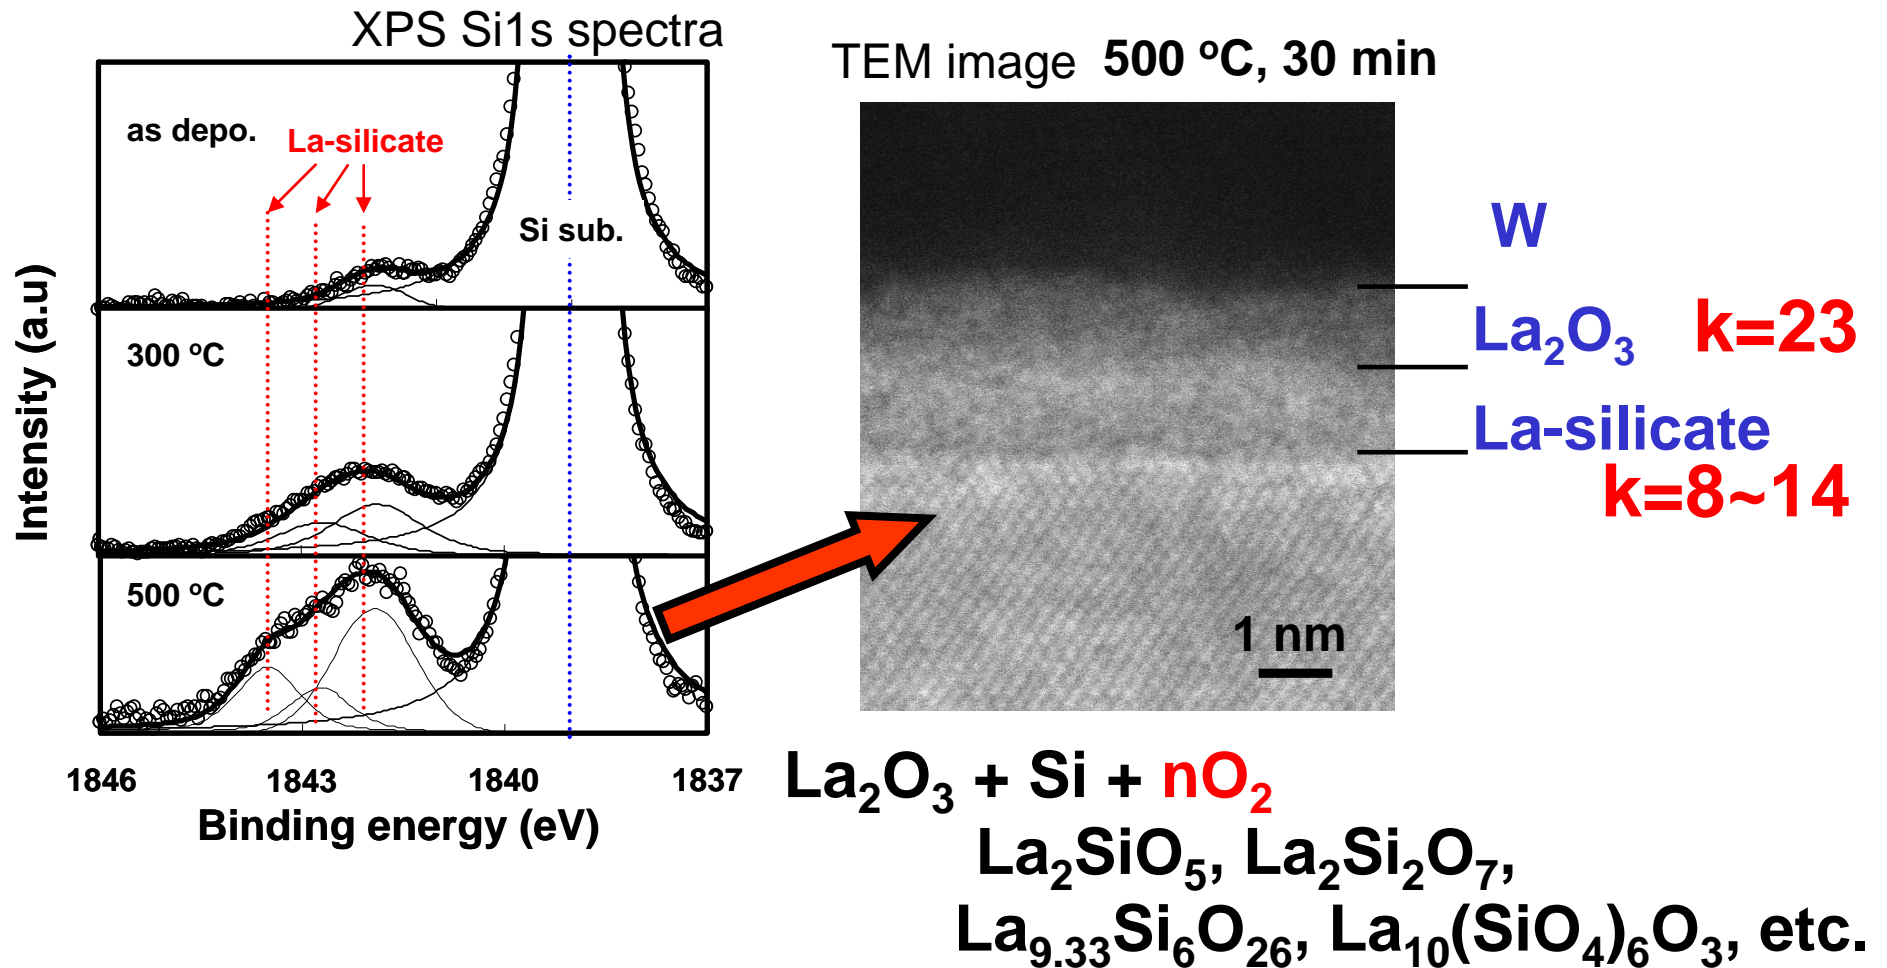 XPS Si1s spectra
as depo.
La-silicate
Si sub.
300 ºC
500 ºC
Intensity (a.u)
1846 1843 1840 1837
Binding energy (eV)
TEM image 500 ºC, 30 min
W
La₂O₃ k=23
La-silicate
k=8~14
1 nm
La₂O₃ + Si + nO₂
La₂SiO₅, La₂Si₂O₇,
La₉.₃₃Si₆O₂₆, La₁₀(SiO₄)₆O₃, etc.